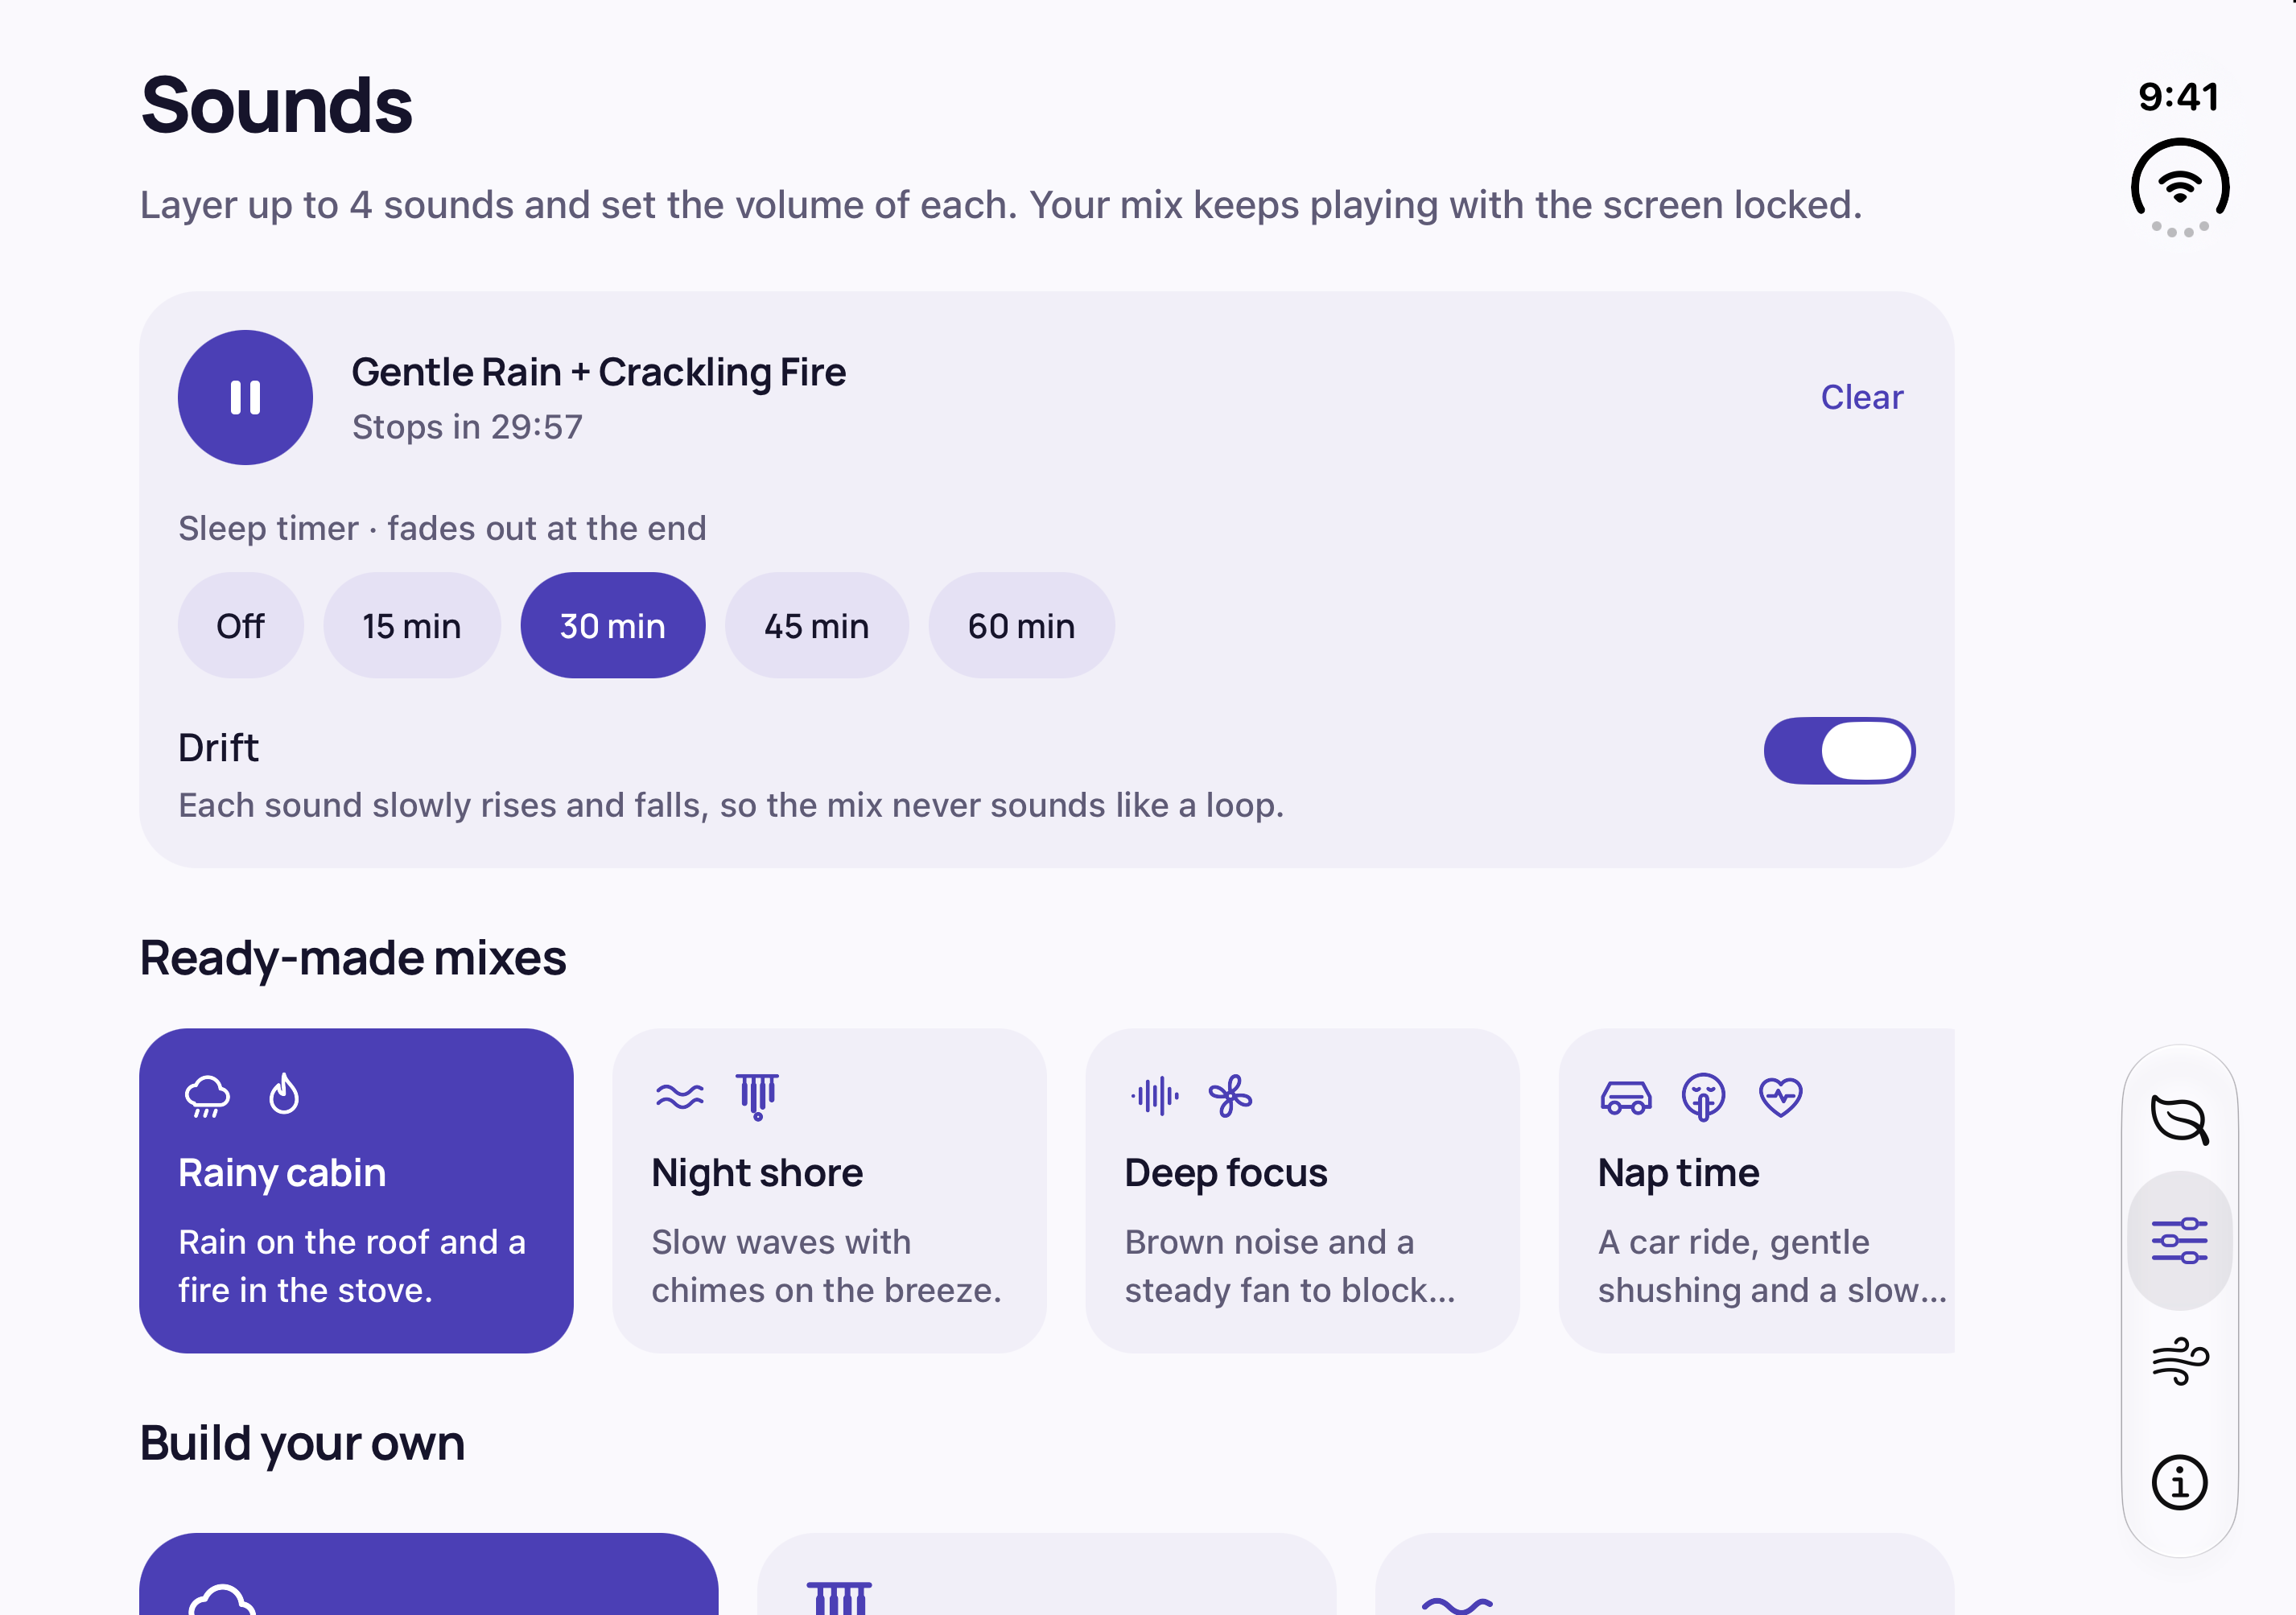 Sounds
9:41
Layer up to 4 sounds and set the volume of each. Your mix keeps playing with the screen locked.
Gentle Rain + Crackling Fire
Stops in 29:57
Clear
Sleep timer · fades out at the end
Off
15 min
30 min
45 min
60 min
Drift
Each sound slowly rises and falls, so the mix never sounds like a loop.
Ready-made mixes
Rainy cabin
Rain on the roof and a
fire in the stove.
Night shore
Slow waves with
chimes on the breeze.
Deep focus
Brown noise and a
steady fan to block...
Nap time
A car ride, gentle
shushing and a slow...
Build your own